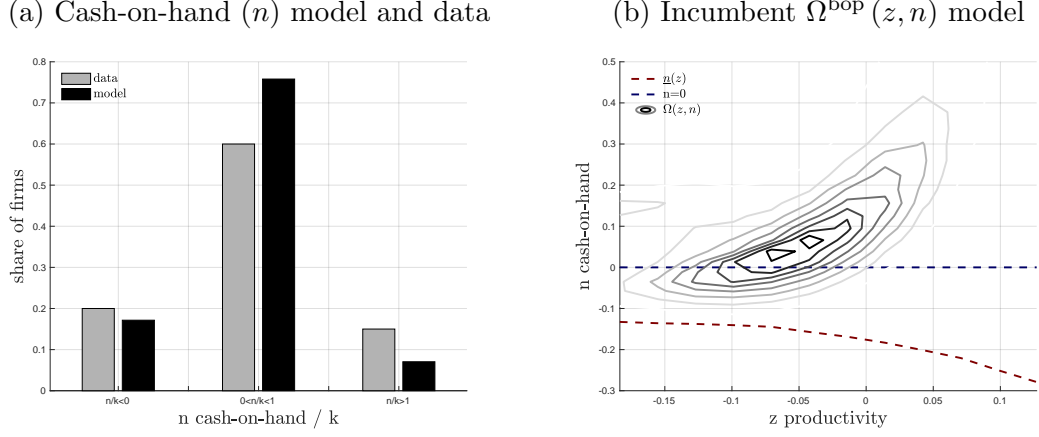 (a) Cash-on-hand (n) model and data
share of firms
0.8
0.7
0.6
0.5
0.4
0.3
0.2
0.1
0
data
model
n/k<0 0<n/k<1 n/k>1
n cash-on-hand / k
(b) Incumbent Ω^bop (z, n) model
n cash-on-hand
0.5
0.4
0.3
0.2
0.1
0
-0.1
-0.2
-0.3
n(z)
n=0
Ω(z, n)
-0.15 -0.1 -0.05 0 0.05 0.1
z productivity